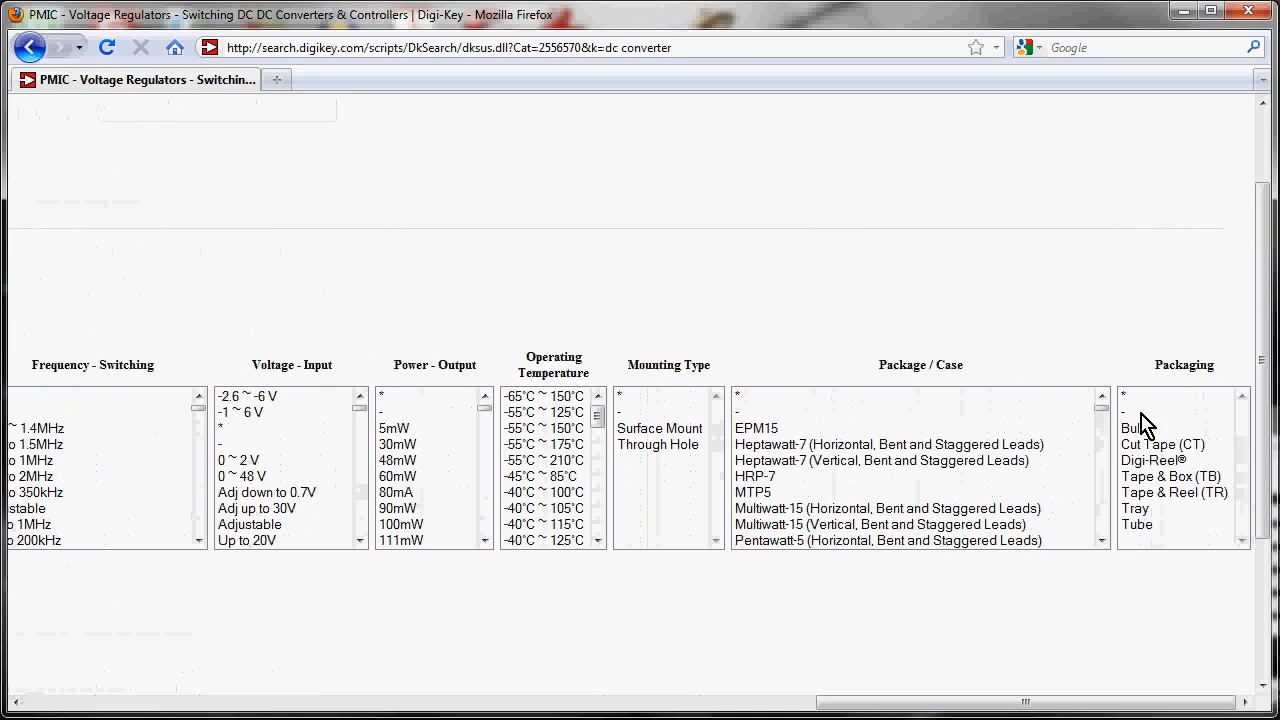 PMIC - Voltage Regulators - Switching DC DC Converters & Controllers | Digi-Key - Mozilla Firefox
http://search.digikey.com/scripts/DkSearch/dksus.dll?Cat=2556570&k=dc converter
Google
PMIC - Voltage Regulators - Switchin...
Frequency - Switching
~ 1.4MHz
o 1.5MHz
o 1MHz
o 2MHz
o 350kHz
stable
o 1MHz
o 200kHz
Voltage - Input
-2.6 ~ -6 V
-1 ~ 6 V
*
-
0 ~ 2 V
0 ~ 48 V
Adj down to 0.7V
Adj up to 30V
Adjustable
Up to 20V
Power - Output
*
-
5mW
30mW
48mW
60mW
80mA
90mW
100mW
111mW
Operating
Temperature
-65°C ~ 150°C
-55°C ~ 125°C
-55°C ~ 150°C
-55°C ~ 175°C
-55°C ~ 210°C
-45°C ~ 85°C
-40°C ~ 100°C
-40°C ~ 105°C
-40°C ~ 115°C
-40°C ~ 125°C
Mounting Type
*
-
Surface Mount
Through Hole
Package / Case
*
-
EPM15
Heptawatt-7 (Horizontal, Bent and Staggered Leads)
Heptawatt-7 (Vertical, Bent and Staggered Leads)
HRP-7
MTP5
Multiwatt-15 (Horizontal, Bent and Staggered Leads)
Multiwatt-15 (Vertical, Bent and Staggered Leads)
Pentawatt-5 (Horizontal, Bent and Staggered Leads)
Packaging
*
-
Cut Tape (CT)
Digi-Reel®
Tape & Box (TB)
Tape & Reel (TR)
Tray
Tube